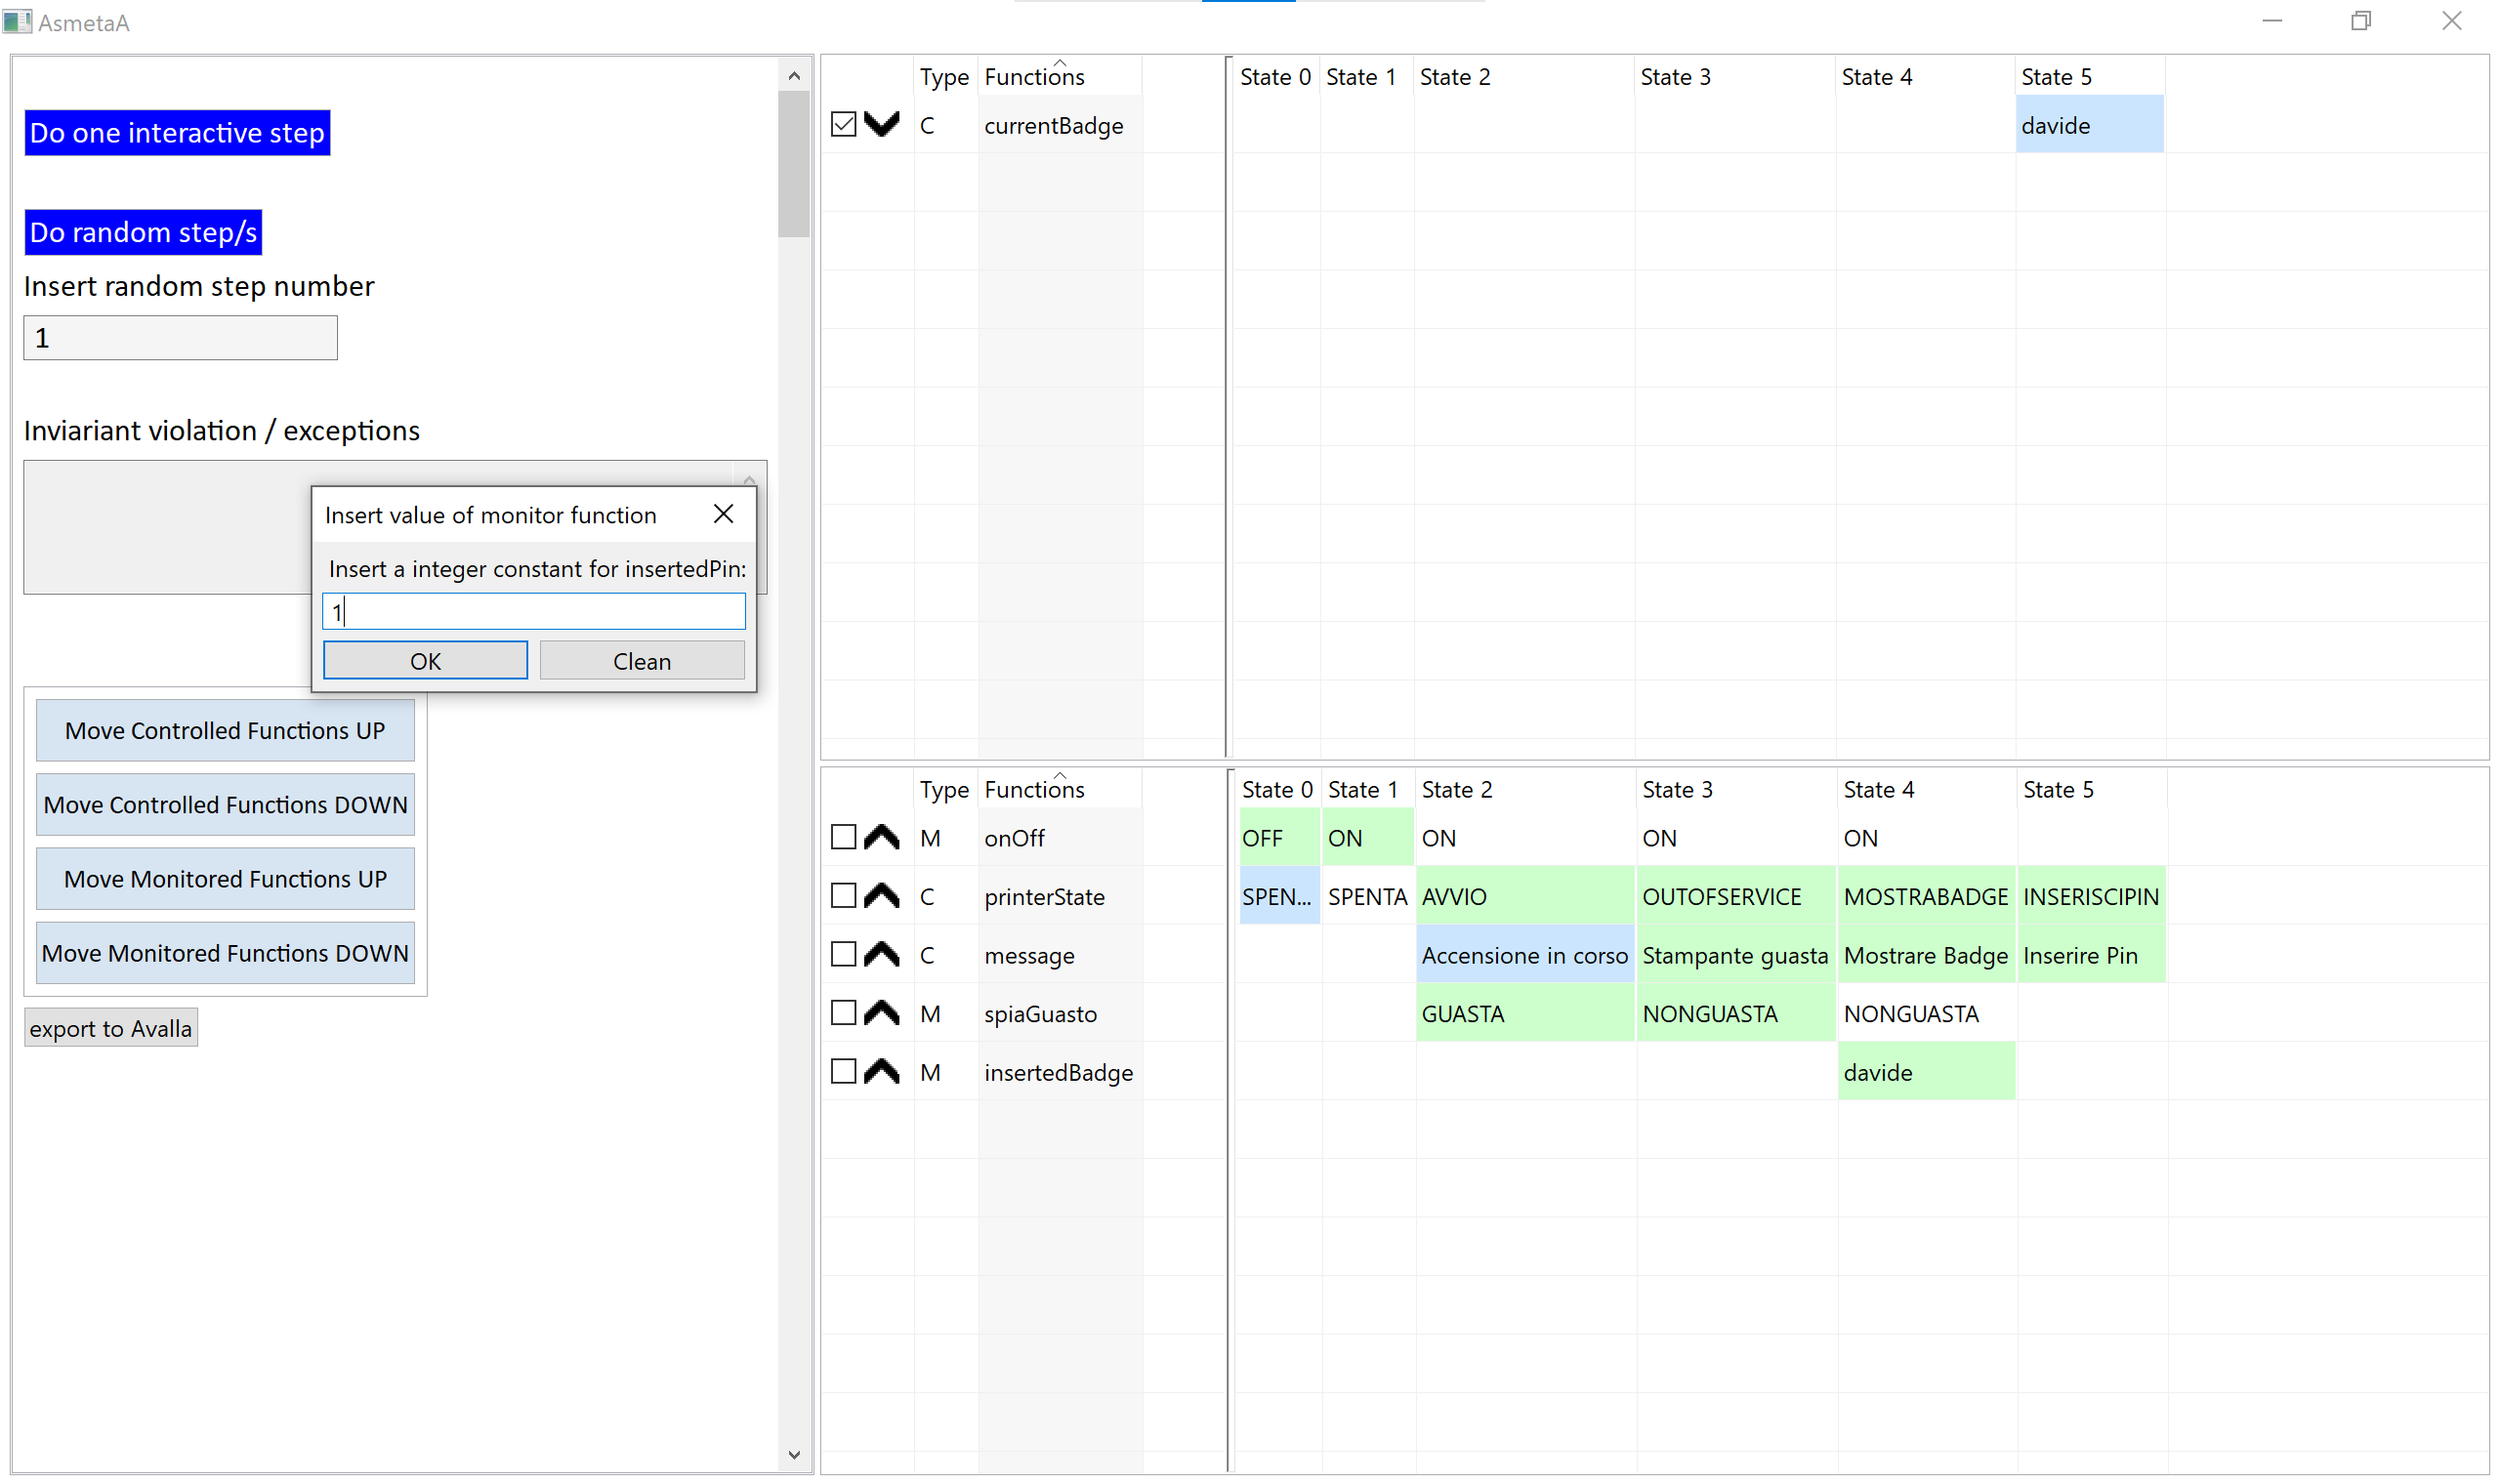 AsmetaA
Do one interactive step
Do random step/s
Insert random step number
1
Inviariant violation / exceptions
Insert value of monitor function
Insert a integer constant for insertedPin:
1
OK Clean
Move Controlled Functions UP
Move Controlled Functions DOWN
Move Monitored Functions UP
Move Monitored Functions DOWN
export to Avalla
Type Functions State 0 State 1 State 2 State 3 State 4 State 5
C currentBadge davide
Type Functions State 0 State 1 State 2 State 3 State 4 State 5
M onOff OFF ON ON ON ON
C printerState SPEN... SPENTA AVVIO OUTOFSERVICE MOSTRABADGE INSERISCIPIN
C message Accensione in corso Stampante guasta Mostrare Badge Inserire Pin
M spiaGuasto GUASTA NONGUASTA NONGUASTA
M insertedBadge davide